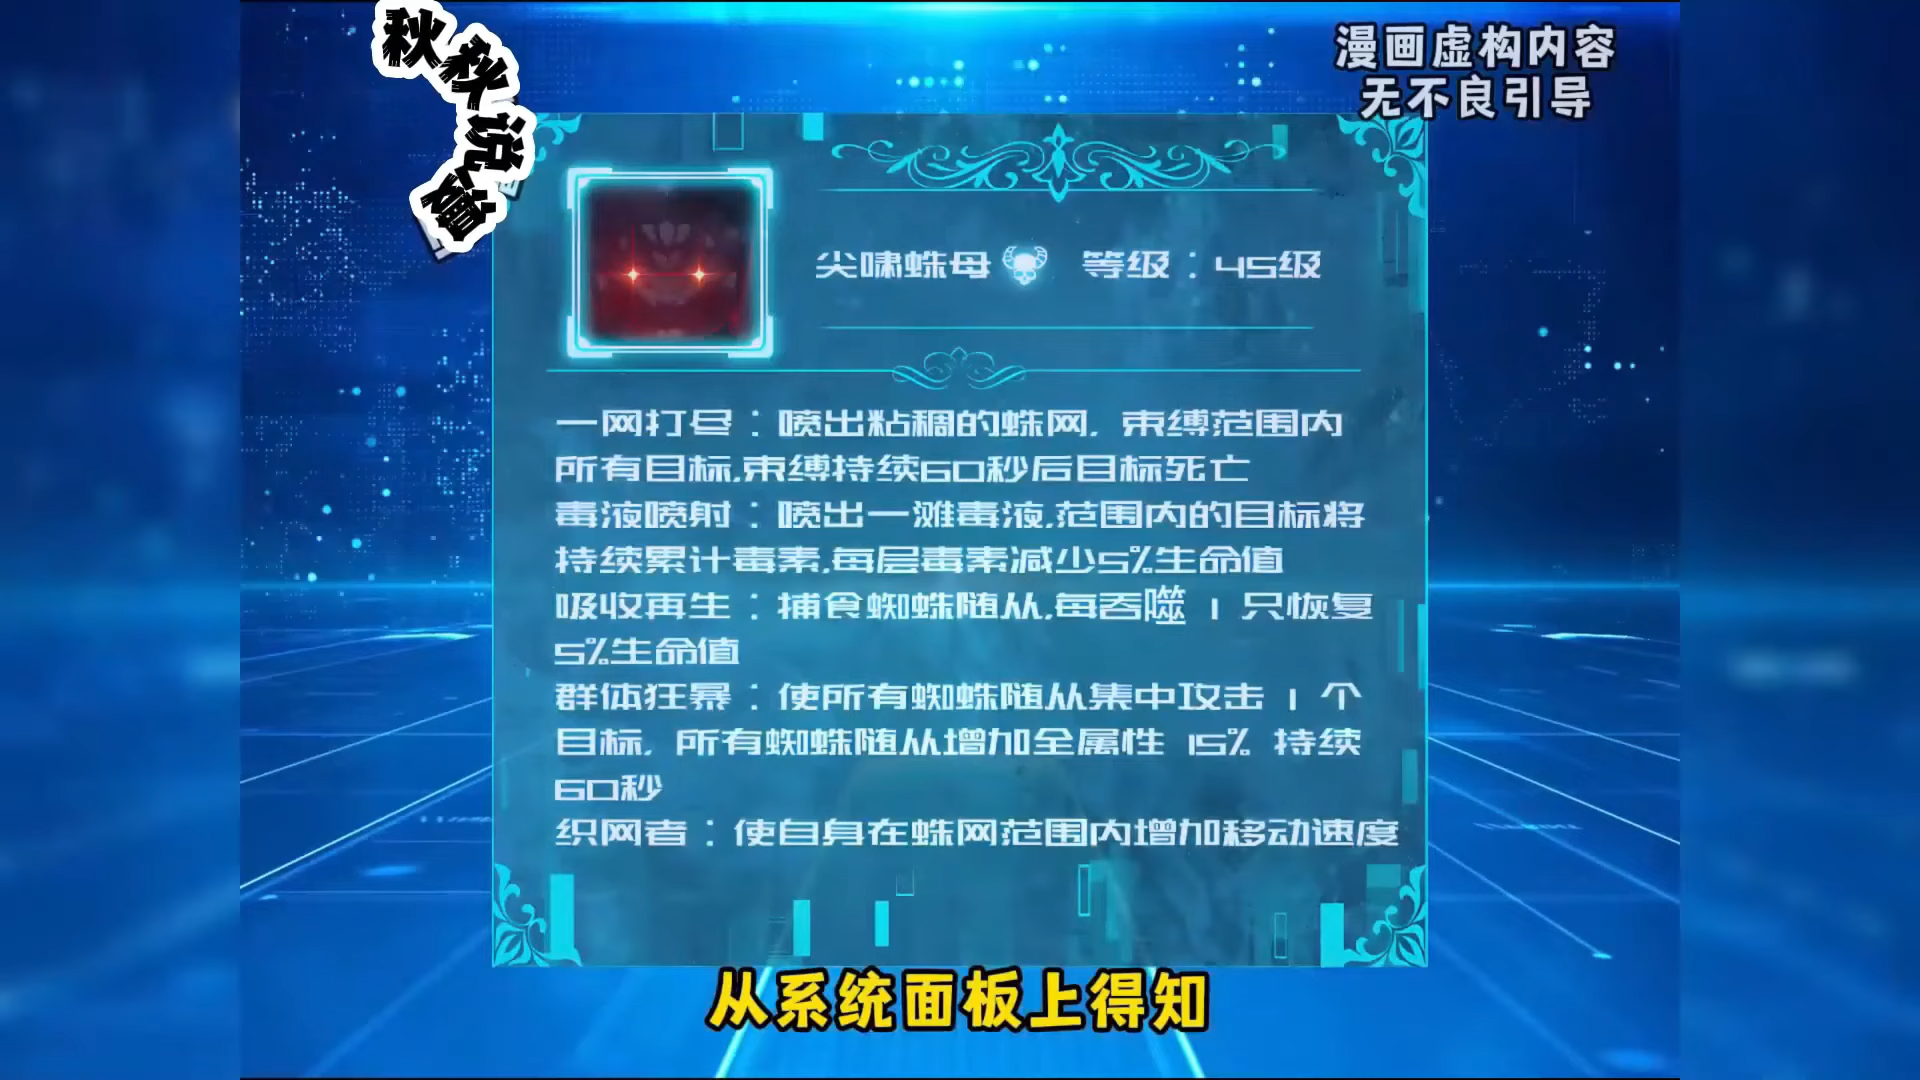 秋秋说漫
漫画虚构内容
无不良引导
尖啸蛛母 等级：45级
一网打尽：喷出粘稠的蛛网，束缚范围内
所有目标,束缚持续60秒后目标死亡
毒液喷射：喷出一滩毒液,范围内的目标将
持续累计毒素,每层毒素减少5%生命值
吸收再生：捕食蜘蛛随从,每吞噬 1 只恢复
5%生命值
群体狂暴：使所有蜘蛛随从集中攻击 1 个
目标，所有蜘蛛随从增加全属性 15% 持续
60秒
织网者：使自身在蛛网范围内增加移动速度
从系统面板上得知